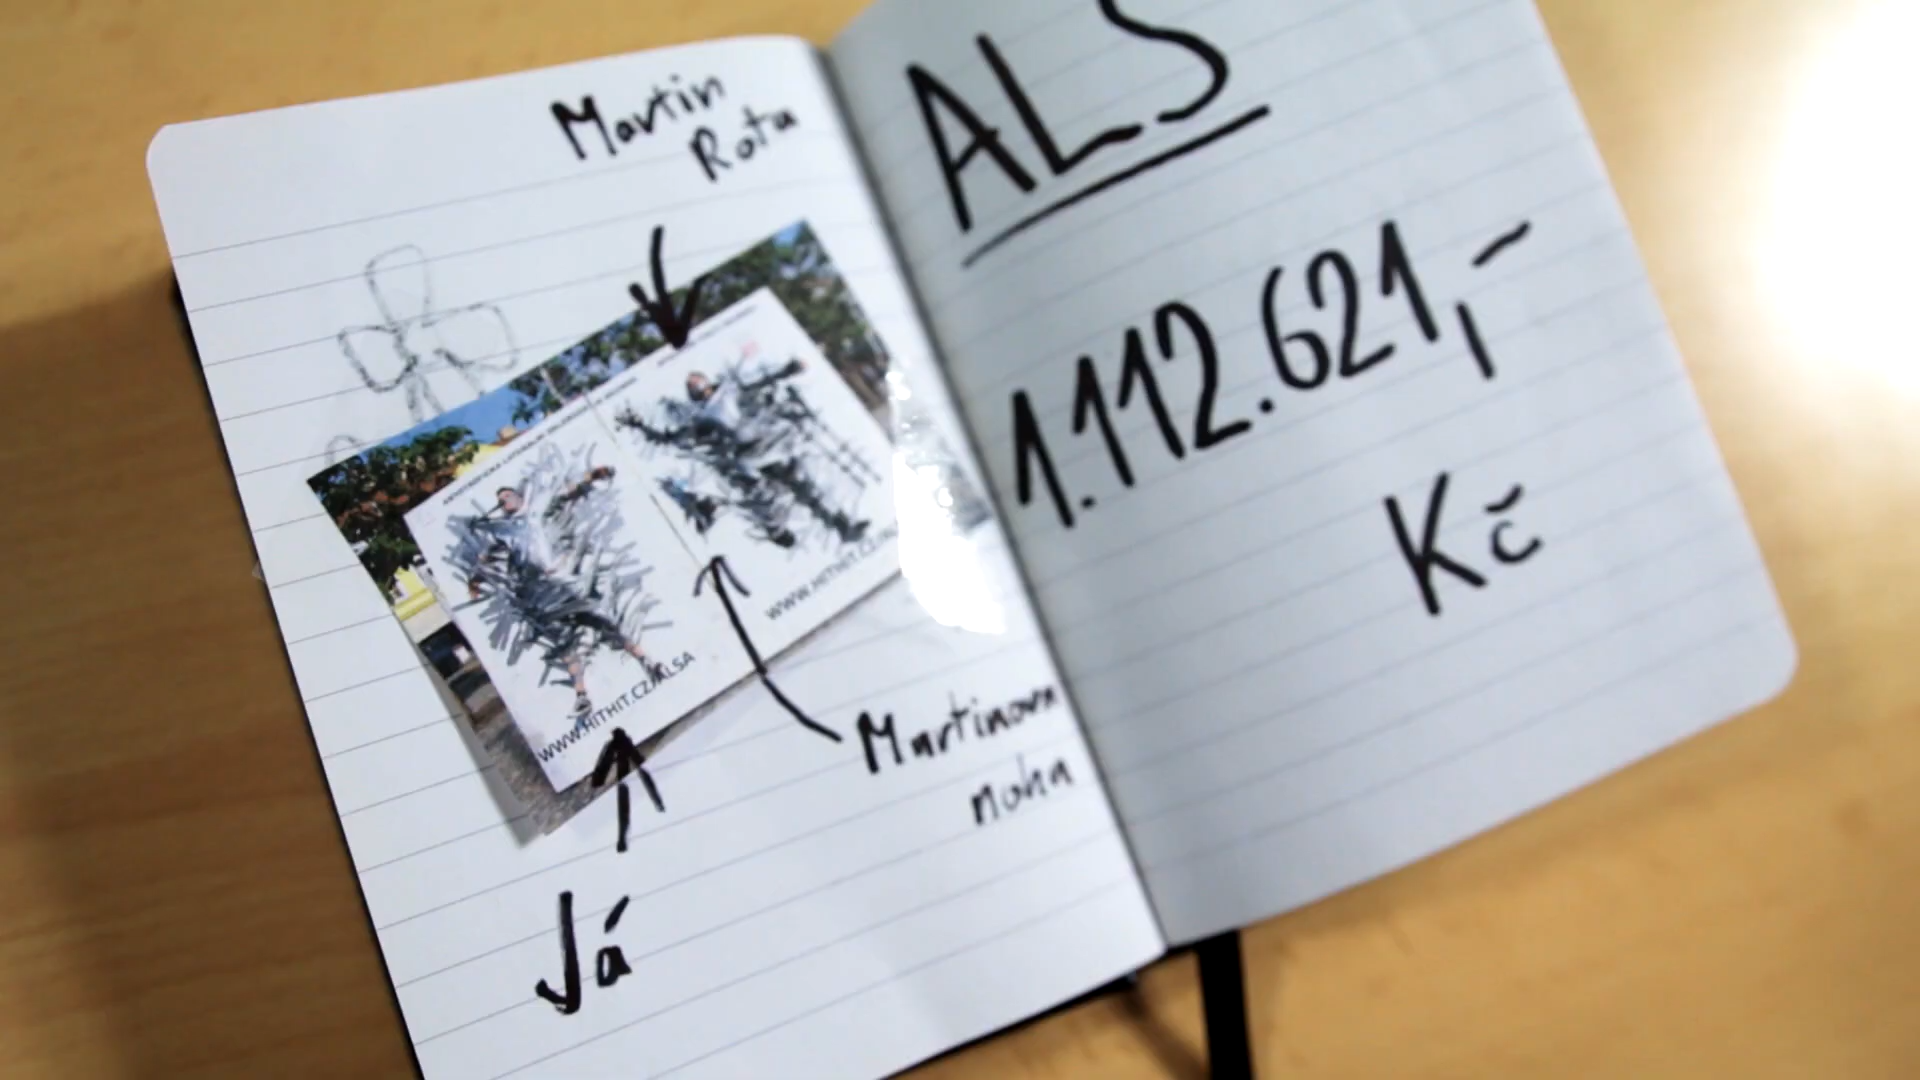 Martin
Rota
WWW.HITHIT.CZ/ALSA
WWW.HITHIT.CZ/
Martinova
noha
Já
ALS
1.112.621,-
Kč